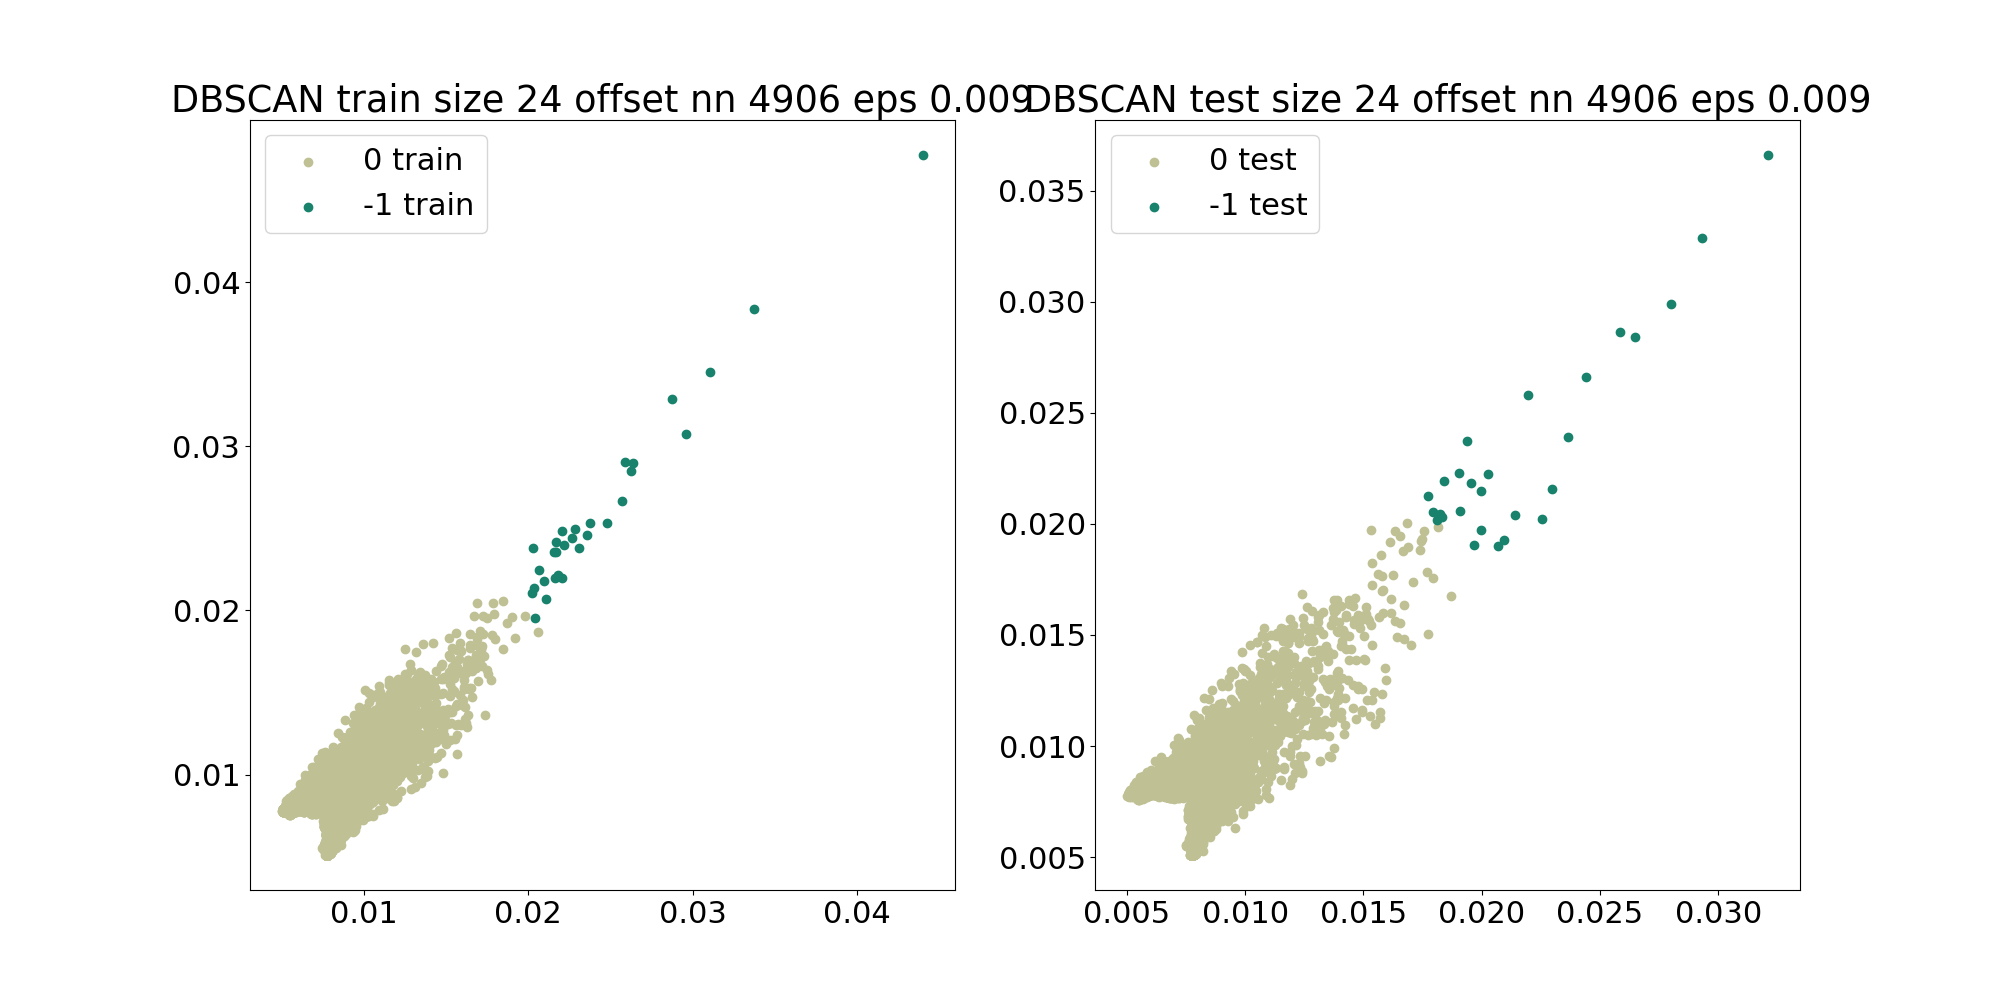 DBSCAN train size 24 offset nn 4906 eps 0.009
0 train
-1 train
0.04
0.03
0.02
0.01
0.01 0.02 0.03 0.04
DBSCAN test size 24 offset nn 4906 eps 0.009
0 test
-1 test
0.035
0.030
0.025
0.020
0.015
0.010
0.005
0.005 0.010 0.015 0.020 0.025 0.030